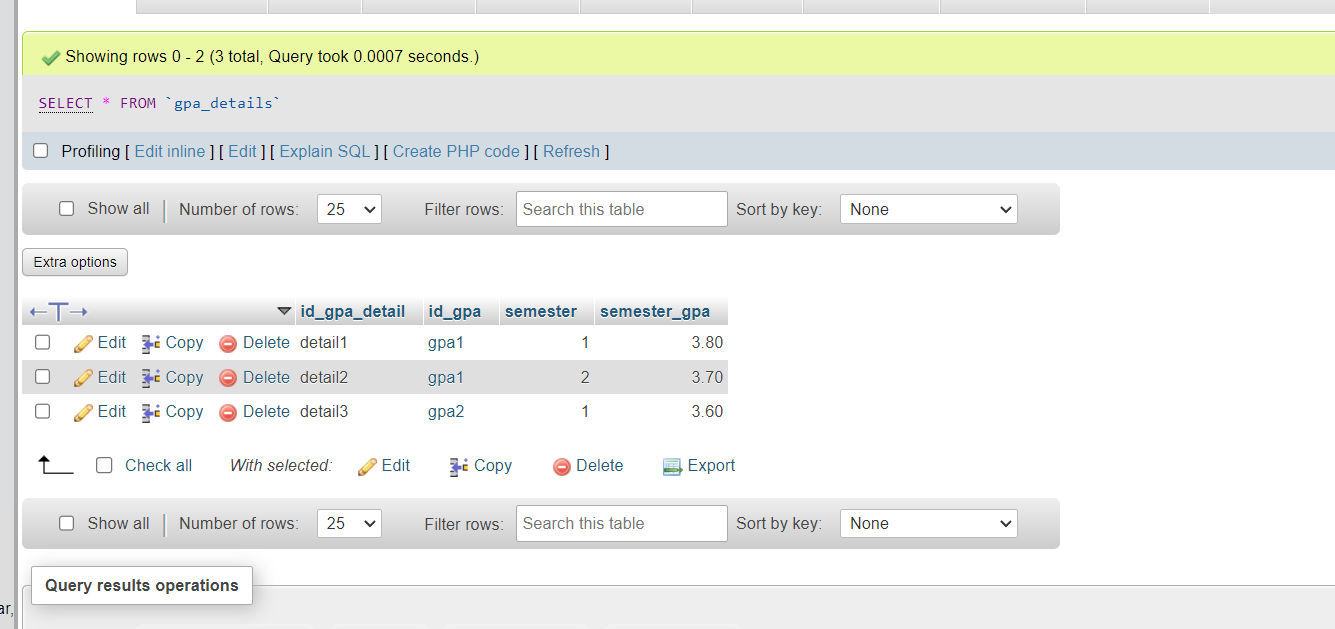 Showing rows 0 - 2 (3 total, Query took 0.0007 seconds.)
SELECT * FROM `gpa_details`
Profiling [ Edit inline ] [ Edit ] [ Explain SQL ] [ Create PHP code ] [ Refresh ]
Show all | Number of rows: 25 Filter rows: Search this table Sort by key: None
Extra options
←T→ id_gpa_detail id_gpa semester semester_gpa
Edit Copy Delete detail1 gpa1 1 3.80
Edit Copy Delete detail2 gpa1 2 3.70
Edit Copy Delete detail3 gpa2 1 3.60
Check all With selected: Edit Copy Delete Export
Show all | Number of rows: 25 Filter rows: Search this table Sort by key: None
Query results operations
ar,